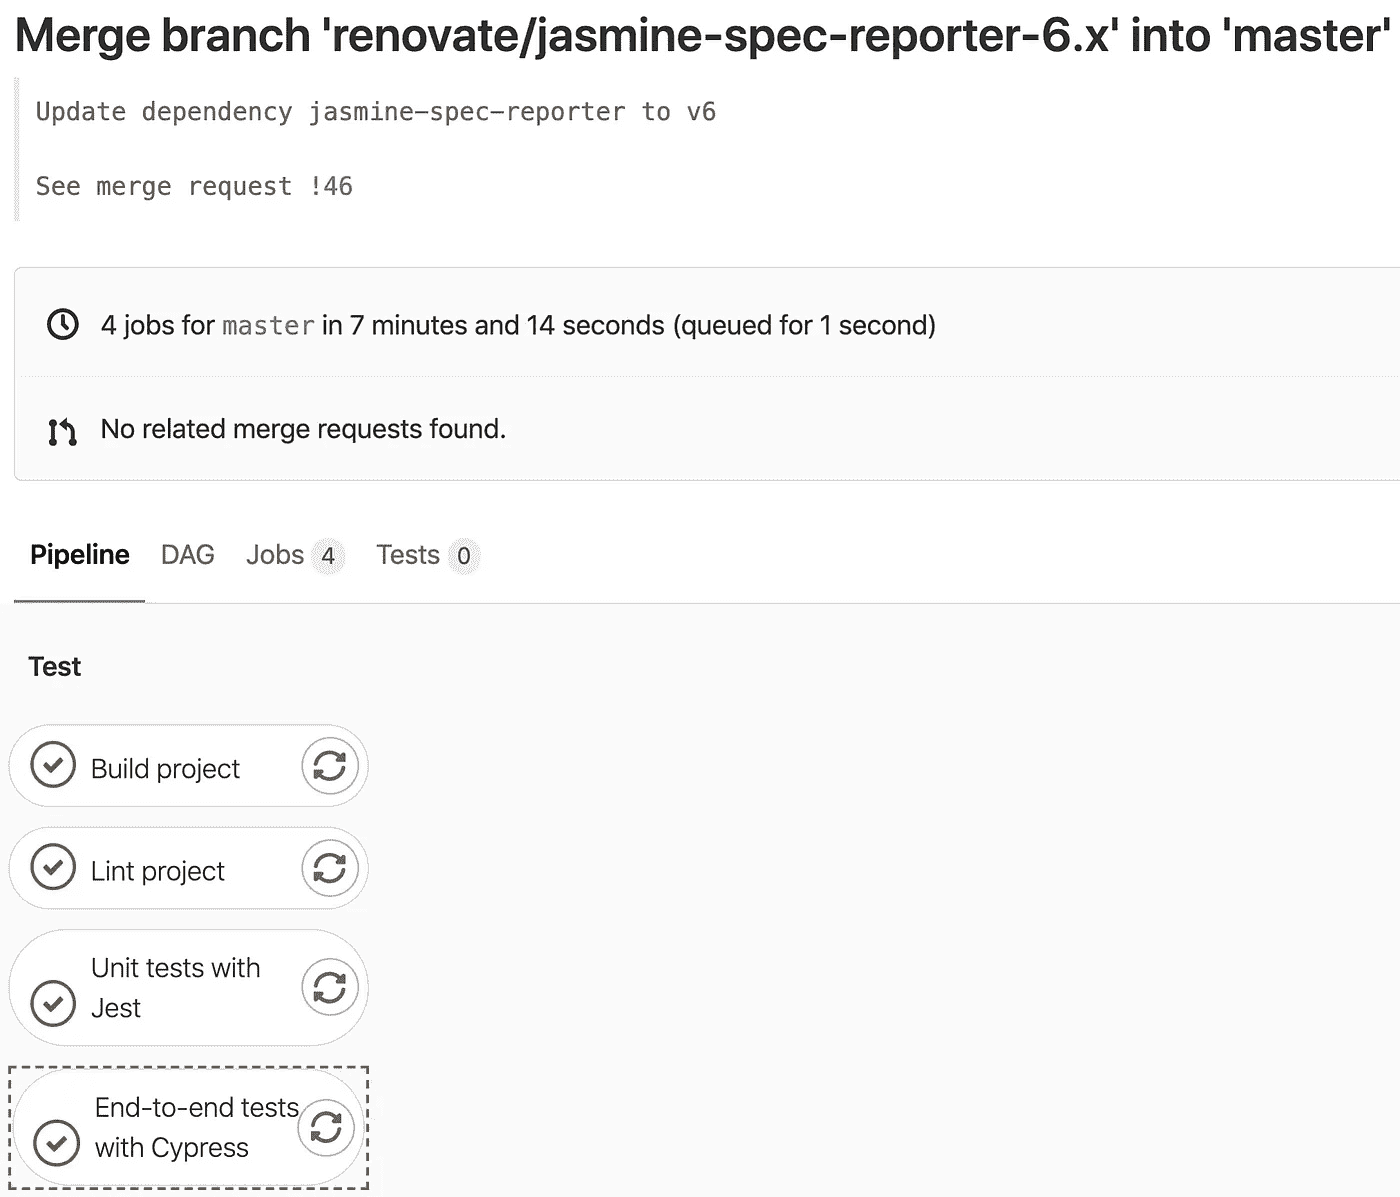 Merge branch 'renovate/jasmine-spec-reporter-6.x' into 'master'
Update dependency jasmine-spec-reporter to v6
See merge request !46
4 jobs for master in 7 minutes and 14 seconds (queued for 1 second)
No related merge requests found.
Pipeline DAG Jobs 4 Tests 0
Test
Build project
Lint project
Unit tests with
Jest
End-to-end tests
with Cypress